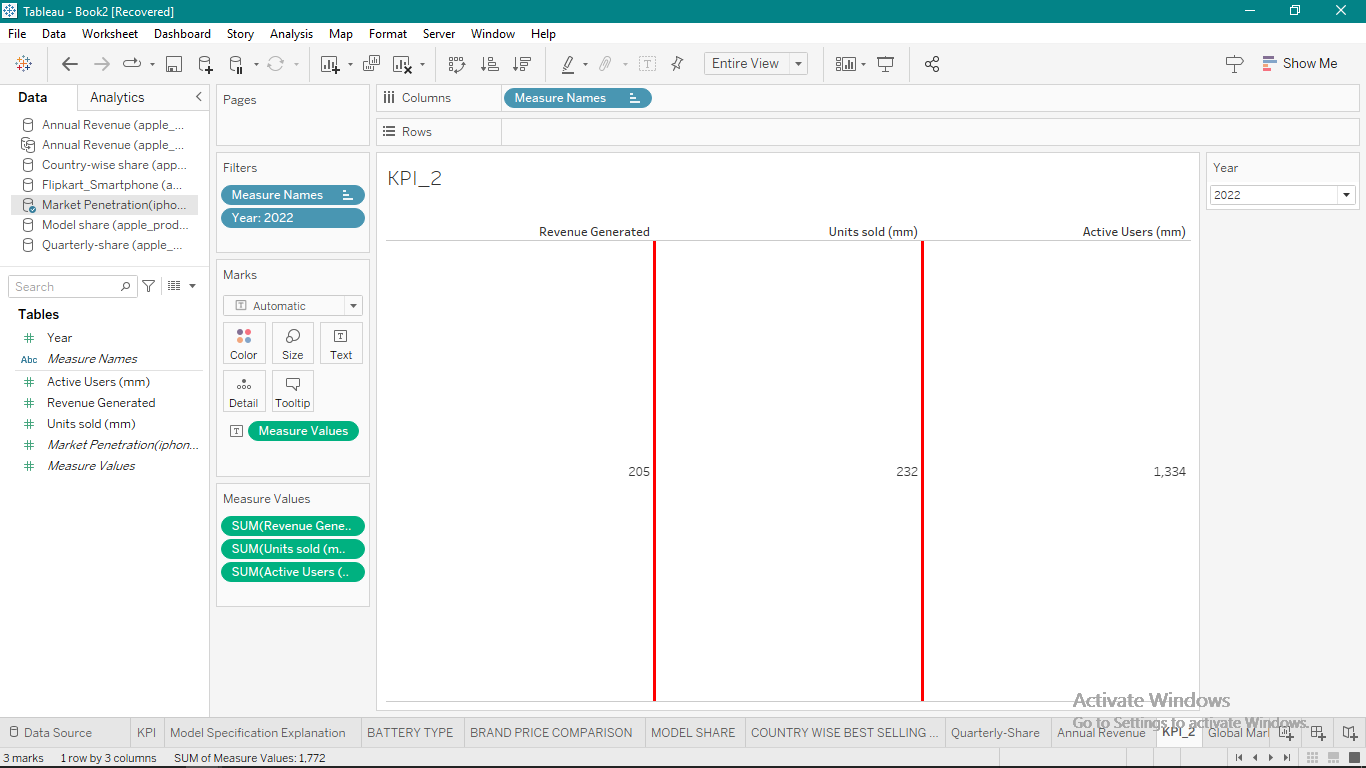 Tableau - Book2 [Recovered]
File Data Worksheet Dashboard Story Analysis Map Format Server Window Help
Entire View
Show Me
Data Analytics
Annual Revenue (apple_...
Annual Revenue (apple_...
Country-wise share (app...
Flipkart_Smartphone (a...
Market Penetration(ipho...
Model share (apple_prod...
Quarterly-share (apple_...
Search
Tables
Year
Abc Measure Names
Active Users (mm)
Revenue Generated
Units sold (mm)
Market Penetration(iphon...
Measure Values
Pages
Filters
Measure Names
Year: 2022
Marks
Automatic
Color Size Text
Detail Tooltip
Measure Values
Measure Values
SUM(Revenue Gene..
SUM(Units sold (m..
SUM(Active Users (..
Columns Measure Names
Rows
KPI_2
Revenue Generated Units sold (mm) Active Users (mm)
205 232 1,334
Year
2022
Activate Windows
Go to Settings to activate Windows.
Data Source KPI Model Specification Explanation BATTERY TYPE BRAND PRICE COMPARISON MODEL SHARE COUNTRY WISE BEST SELLING ... Quarterly-Share Annual Revenue KPI_2 Global Mar
3 marks 1 row by 3 columns SUM of Measure Values: 1,772